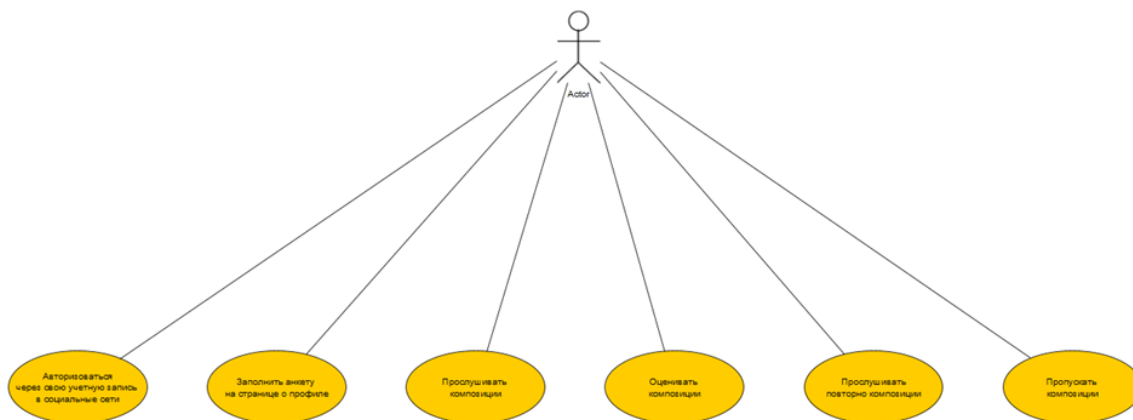 Actor
Авторизоваться
через свою учетную запись
в социальные сети
Заполнить анкету
на странице о профиле
Прослушивать
композиции
Оценивать
композиции
Прослушивать
повторно композиции
Пропускать
композиции